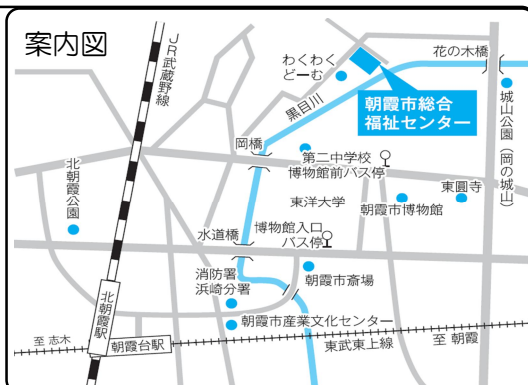 案内図
JR武蔵野線
わくわく
どーむ
花の木橋
黒目川
朝霞市総合
福祉センター
城山公園(岡の城山)
岡橋
第二中学校
博物館前バス停
北朝霞公園
東洋大学
東圓寺
朝霞市博物館
水道橋
博物館入口
バス停
消防署
浜崎分署
朝霞市斎場
北朝霞駅
朝霞市産業文化センター
至 志木
朝霞台駅
東武東上線
至 朝霞